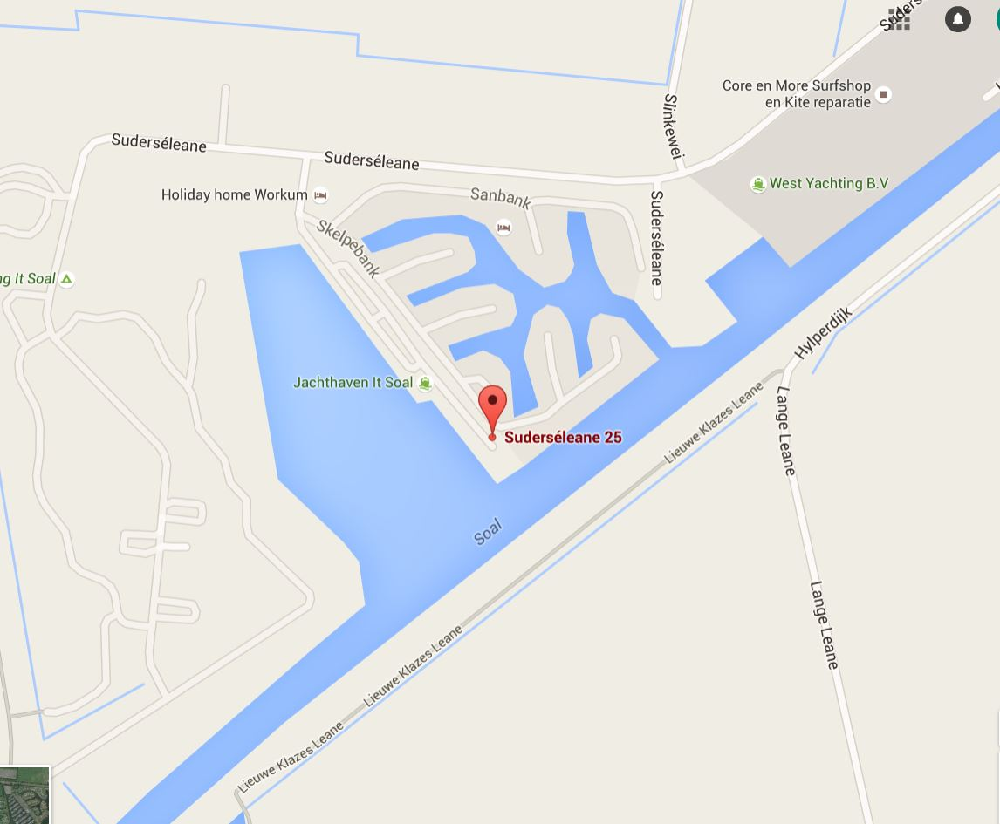 Suders
Core en More Surfshop
en Kite reparatie
Slinkewei
Suderséleane
Suderséleane
West Yachting B.V
Holiday home Workum
Sanbank
Suderséleane
Skelpebank
ng It Soal
Hylperdijk
Jachthaven It Soal
Lange Leane
Lieuwe Klazes Leane
Suderséleane 25
Soal
Lange Leane
Lieuwe Klazes Leane
Lieuwe Klazes Leane